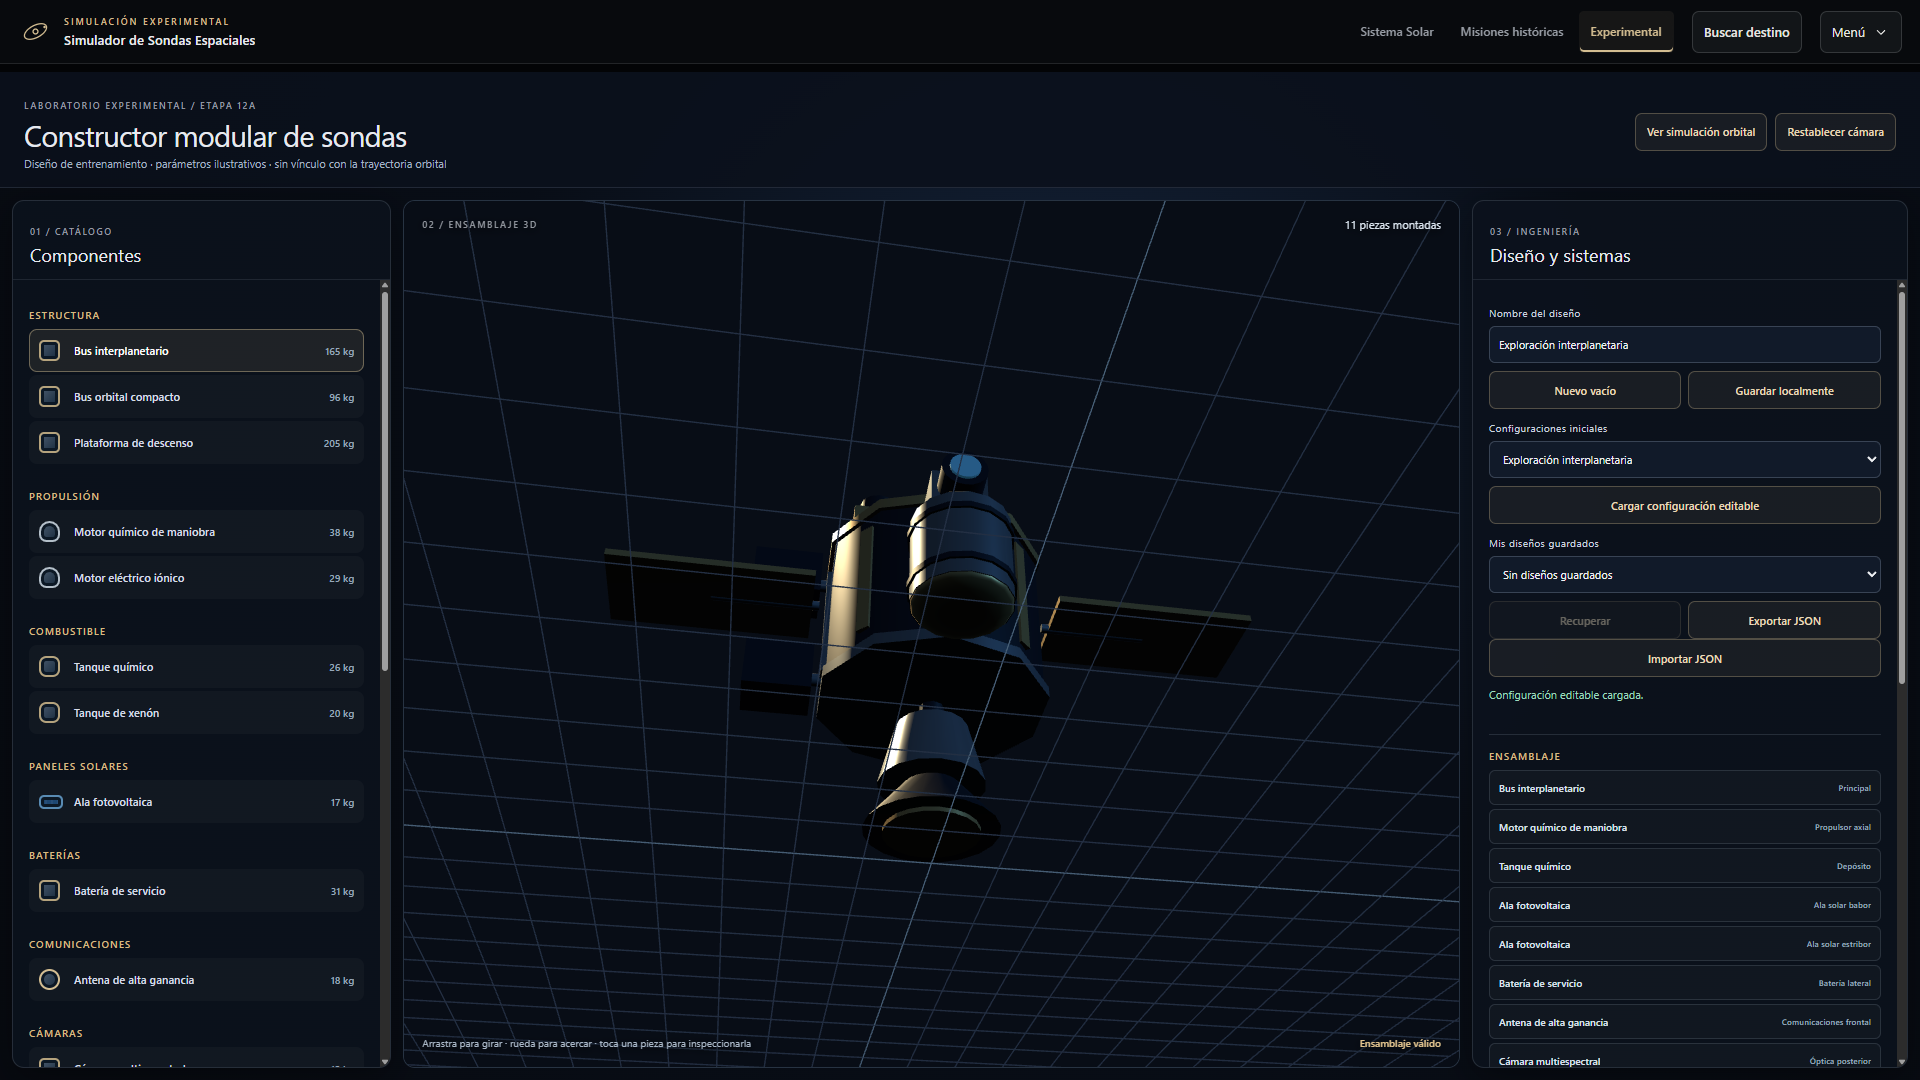 SIMULACIÓN EXPERIMENTAL
Simulador de Sondas Espaciales
Sistema Solar
Misiones históricas
Experimental
Buscar destino
Menú
LABORATORIO EXPERIMENTAL / ETAPA 12A
Constructor modular de sondas
Diseño de entrenamiento · parámetros ilustrativos · sin vínculo con la trayectoria orbital
Ver simulación orbital
Restablecer cámara
01 / CATÁLOGO
Componentes
ESTRUCTURA
Bus interplanetario 165 kg
Bus orbital compacto 96 kg
Plataforma de descenso 205 kg
PROPULSIÓN
Motor químico de maniobra 38 kg
Motor eléctrico iónico 29 kg
COMBUSTIBLE
Tanque químico 26 kg
Tanque de xenón 20 kg
PANELES SOLARES
Ala fotovoltaica 17 kg
BATERÍAS
Batería de servicio 31 kg
COMUNICACIONES
Antena de alta ganancia 18 kg
CÁMARAS
02 / ENSAMBLAJE 3D
11 piezas montadas
Arrastra para girar · rueda para acercar · toca una pieza para inspeccionarla
Ensamblaje válido
03 / INGENIERÍA
Diseño y sistemas
Nombre del diseño
Exploración interplanetaria
Nuevo vacío
Guardar localmente
Configuraciones iniciales
Exploración interplanetaria
Cargar configuración editable
Mis diseños guardados
Sin diseños guardados
Recuperar
Exportar JSON
Importar JSON
Configuración editable cargada.
ENSAMBLAJE
Bus interplanetario Principal
Motor químico de maniobra Propulsor axial
Tanque químico Depósito
Ala fotovoltaica Ala solar babor
Ala fotovoltaica Ala solar estribor
Batería de servicio Batería lateral
Antena de alta ganancia Comunicaciones frontal
Cámara multiespectral Óptica posterior